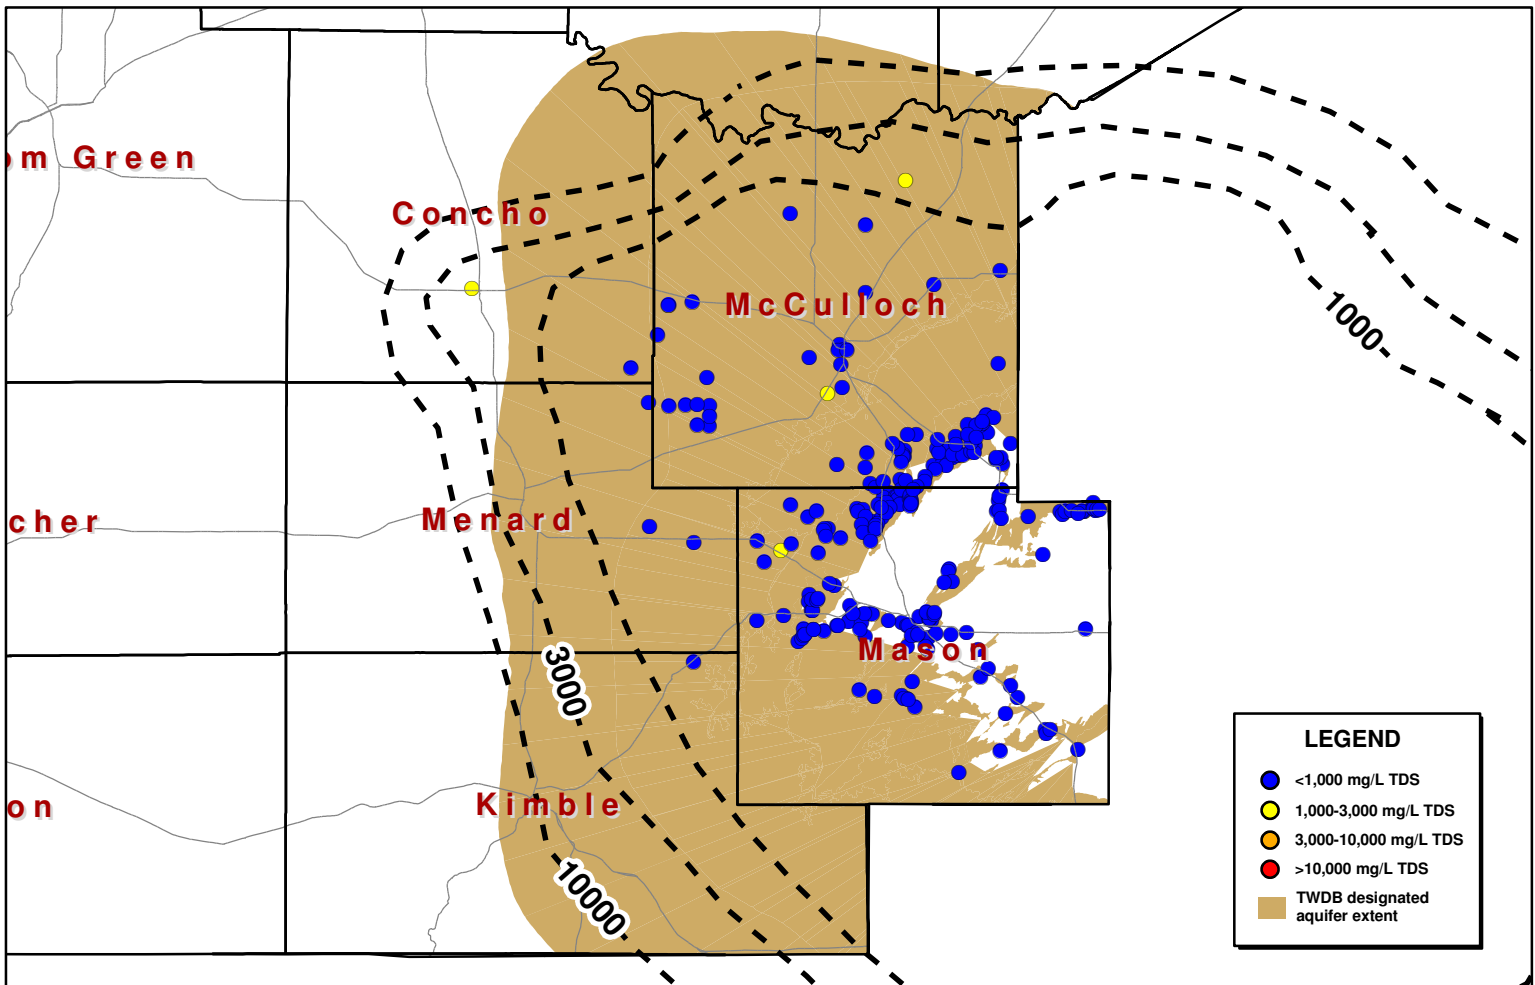 om Green
Concho
McCulloch
1000
cher
Menard
Mason
3000
on
Kimble
10000
LEGEND
<1,000 mg/L TDS
1,000-3,000 mg/L TDS
3,000-10,000 mg/L TDS
>10,000 mg/L TDS
TWDB designated
aquifer extent